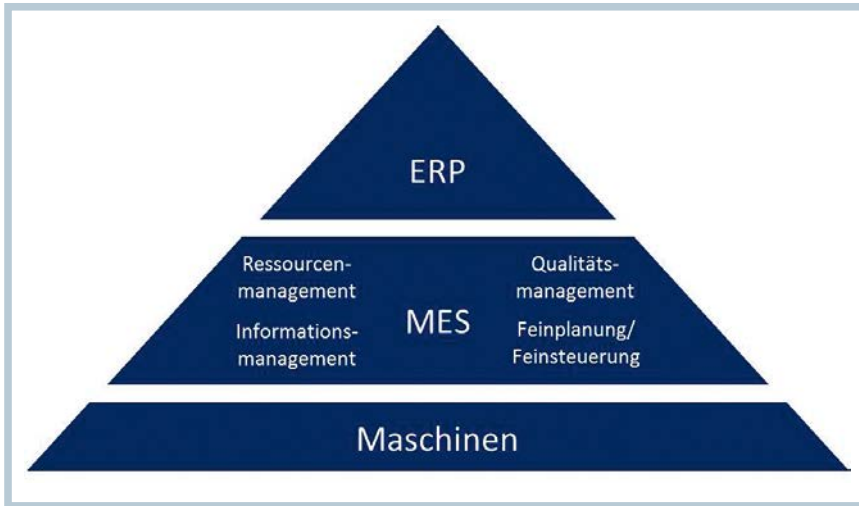 ERP
Ressourcen-
management
Informations-
management
MES
Qualitäts-
management
Feinplanung/
Feinsteuerung
Maschinen